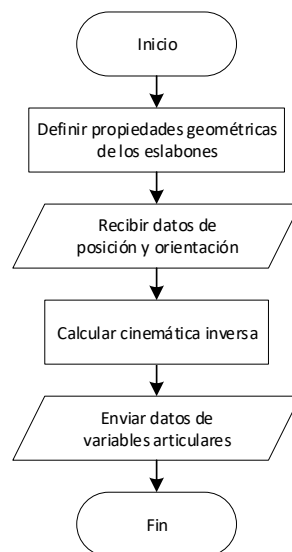 Inicio
Definir propiedades geométricas
de los eslabones
Recibir datos de
posición y orientación
Calcular cinemática inversa
Enviar datos de
variables articulares
Fin